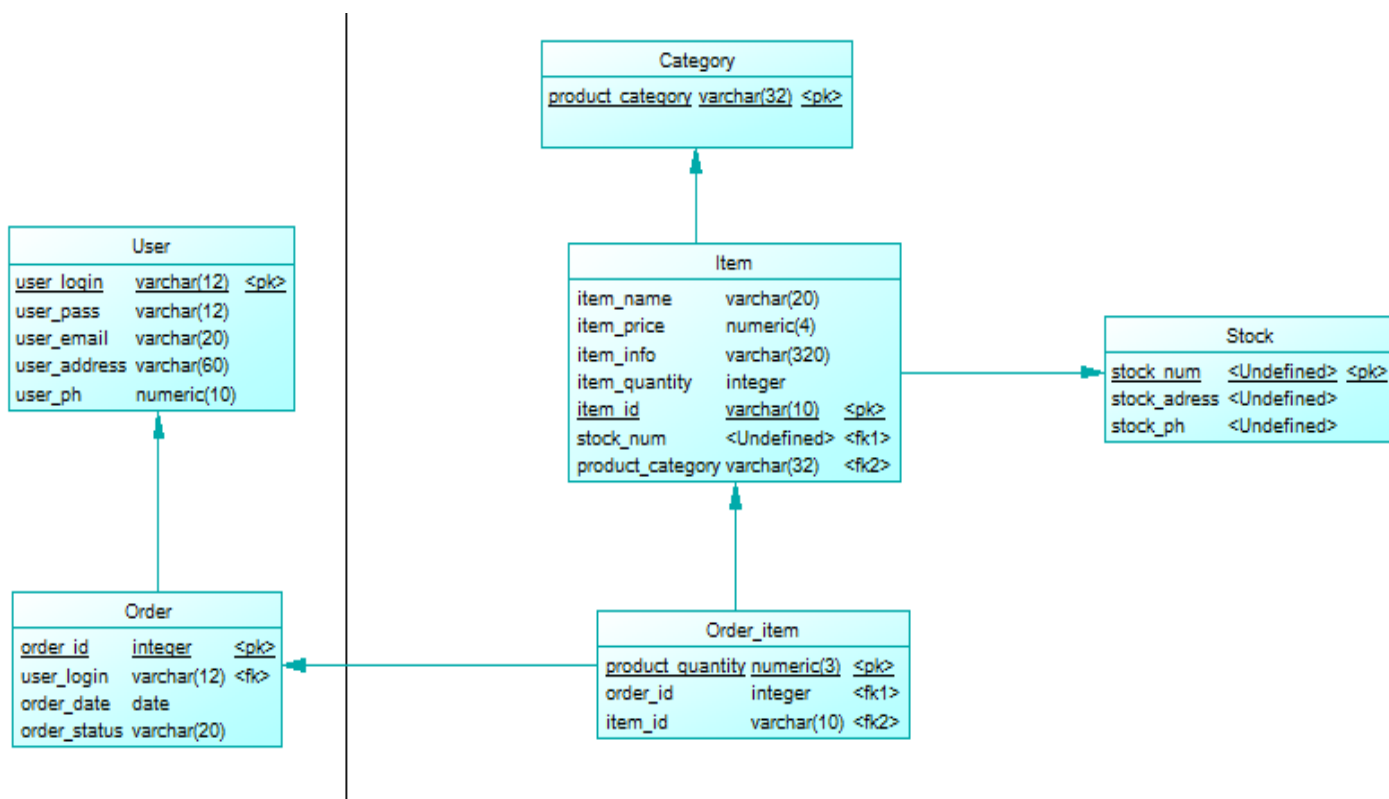 Category
product_category varchar(32) <pk>
User
user_login varchar(12) <pk>
user_pass varchar(12)
user_email varchar(20)
user_address varchar(60)
user_ph numeric(10)
Item
item_name varchar(20)
item_price numeric(4)
item_info varchar(320)
item_quantity integer
item_id varchar(10) <pk>
stock_num <Undefined> <fk1>
product_category varchar(32) <fk2>
Stock
stock_num <Undefined> <pk>
stock_adress <Undefined>
stock_ph <Undefined>
Order
order_id integer <pk>
user_login varchar(12) <fk>
order_date date
order_status varchar(20)
Order_item
product_quantity numeric(3) <pk>
order_id integer <fk1>
item_id varchar(10) <fk2>